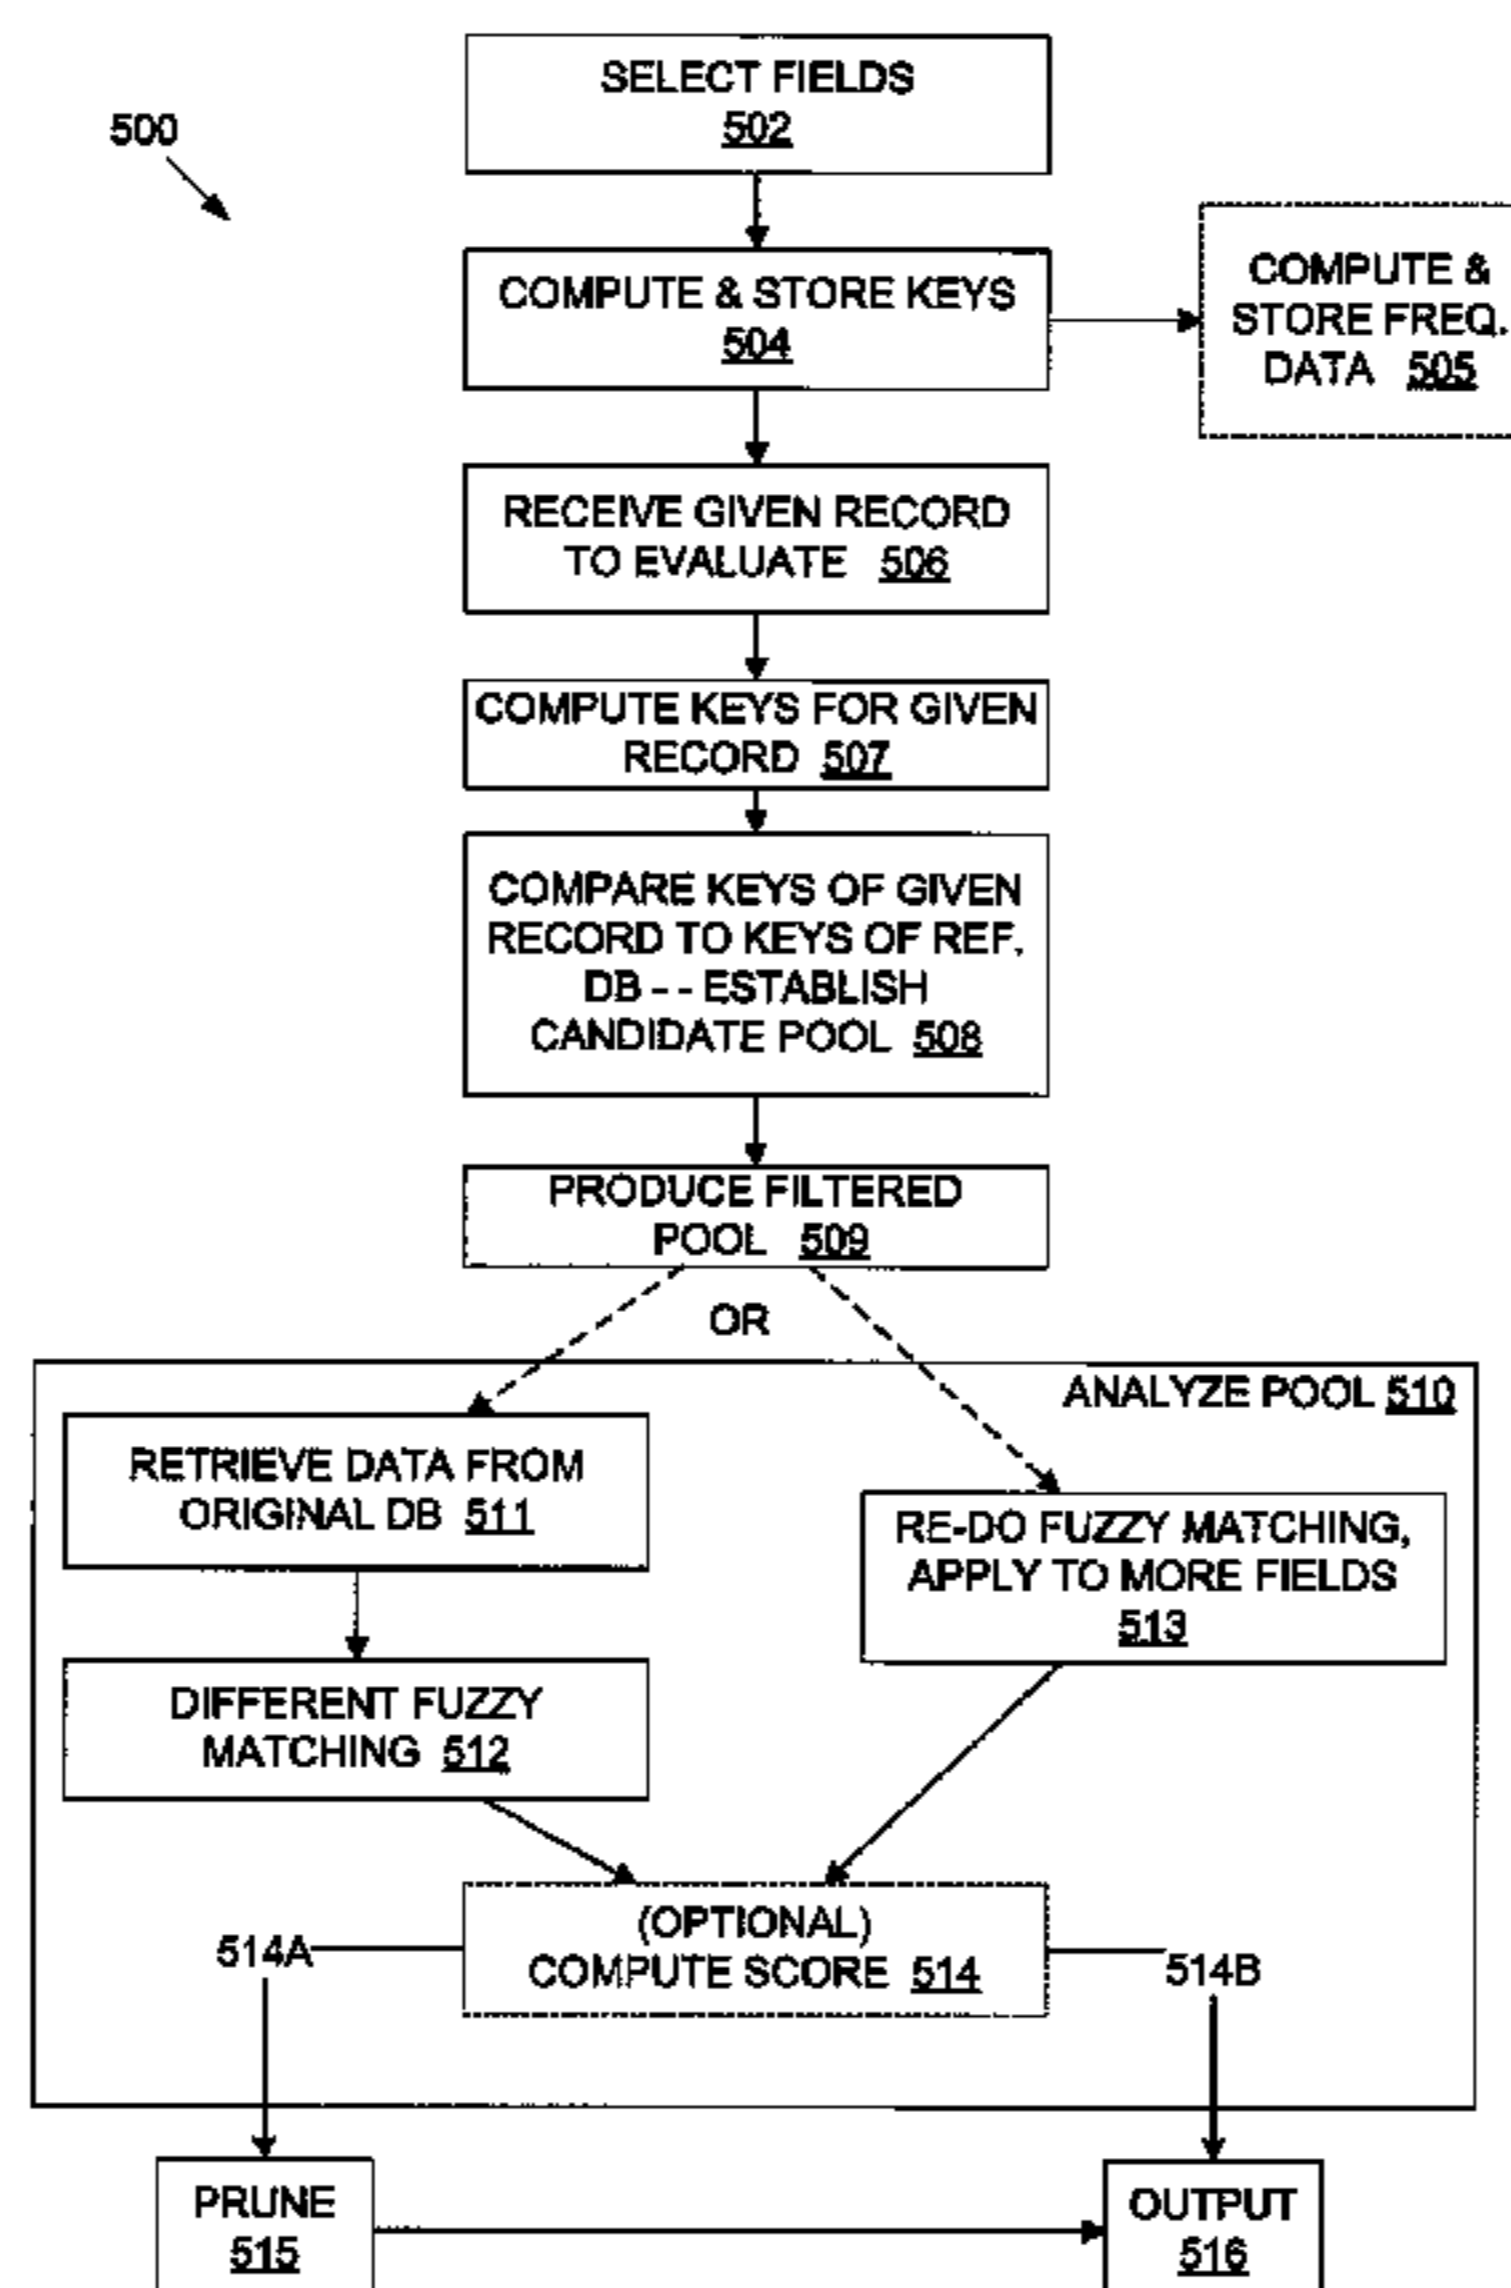 500
SELECT FIELDS
502
COMPUTE & STORE KEYS
504
COMPUTE &
STORE FREQ.
DATA 505
RECEIVE GIVEN RECORD
TO EVALUATE 506
COMPUTE KEYS FOR GIVEN
RECORD 507
COMPARE KEYS OF GIVEN
RECORD TO KEYS OF REF.
DB - - ESTABLISH
CANDIDATE POOL 508
PRODUCE FILTERED
POOL 509
OR
ANALYZE POOL 510
RETRIEVE DATA FROM
ORIGINAL DB 511
RE-DO FUZZY MATCHING,
APPLY TO MORE FIELDS
513
DIFFERENT FUZZY
MATCHING 512
(OPTIONAL)
COMPUTE SCORE 514
514A
514B
PRUNE
515
OUTPUT
516